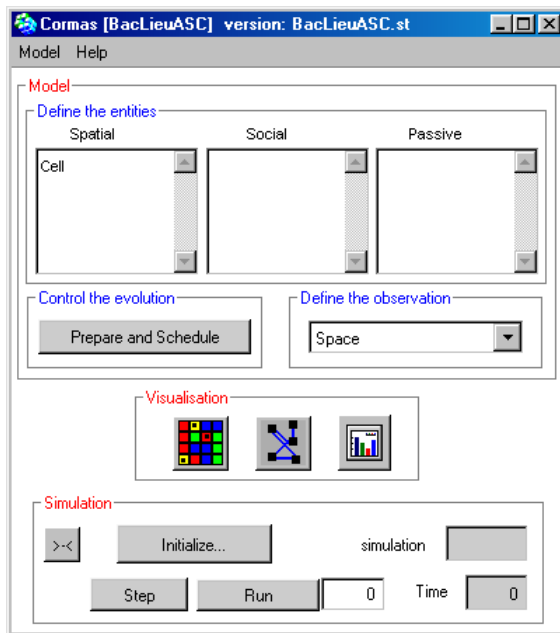 Cormas [BacLieuASC] version: BacLieuASC.st
Model Help
Model
Define the entities
Spatial Social Passive
Cell
Control the evolution Define the observation
Prepare and Schedule Space
Visualisation
Simulation
>-< Initialize... simulation
Step Run 0 Time 0